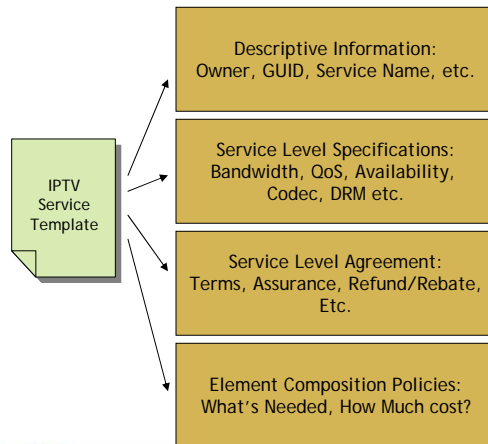 Descriptive Information:
Owner, GUID, Service Name, etc.
Service Level Specifications:
Bandwidth, QoS, Availability,
Codec, DRM etc.
IPTV
Service
Template
Service Level Agreement:
Terms, Assurance, Refund/Rebate,
Etc.
Element Composition Policies:
What's Needed, How Much cost?